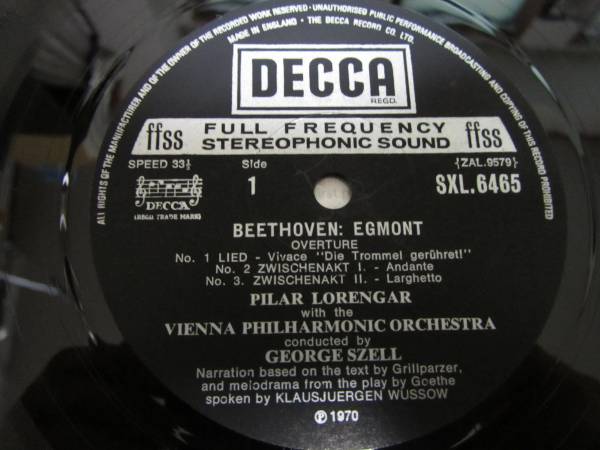 ALL RIGHTS OF THE MANUFACTURER AND OF THE OWNER OF THE RECORDED WORK RESERVED · UNAUTHORISED PUBLIC PERFORMANCE BROADCASTING AND COPYING OF THIS RECORD PROHIBITED
MADE IN ENGLAND · THE DECCA RECORD CO. LTD.
DECCA
REGD.
ffss FULL FREQUENCY ffss
STEREOPHONIC SOUND
SPEED 33⅓ Side {ZAL.9579}
1 SXL.6465
DECCA
(REGD TRADE MARK)
BEETHOVEN: EGMONT
OVERTURE
No. 1 LIED - Vivace "Die Trommel gerühret!"
No. 2 ZWISCHENAKT I. - Andante
No. 3. ZWISCHENAKT II. - Larghetto
PILAR LORENGAR
with the
VIENNA PHILHARMONIC ORCHESTRA
conducted by
GEORGE SZELL
Narration based on the text by Grillparzer,
and melodrama from the play by Goethe
spoken by KLAUSJUERGEN WUSSOW
℗ 1970